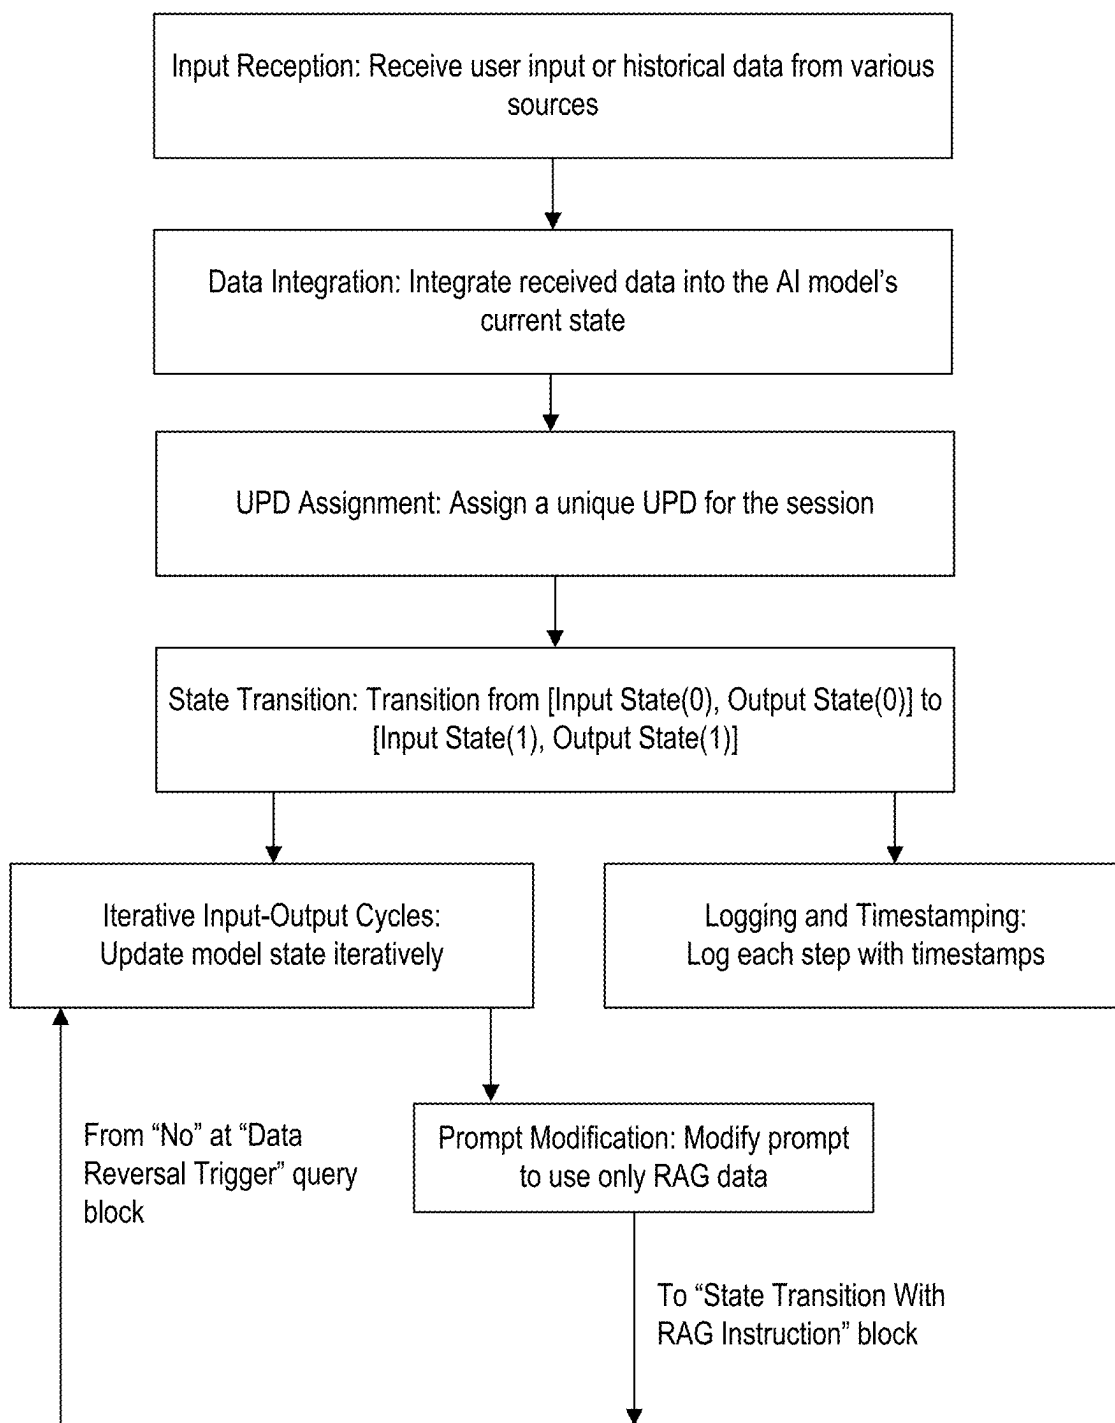 Input Reception: Receive user input or historical data from various
sources
Data Integration: Integrate received data into the AI model's
current state
UPD Assignment: Assign a unique UPD for the session
State Transition: Transition from [Input State(0), Output State(0)] to
[Input State(1), Output State(1)]
Iterative Input-Output Cycles:
Update model state iteratively
Logging and Timestamping:
Log each step with timestamps
From “No” at “Data
Reversal Trigger” query
block
Prompt Modification: Modify prompt
to use only RAG data
To “State Transition With
RAG Instruction” block